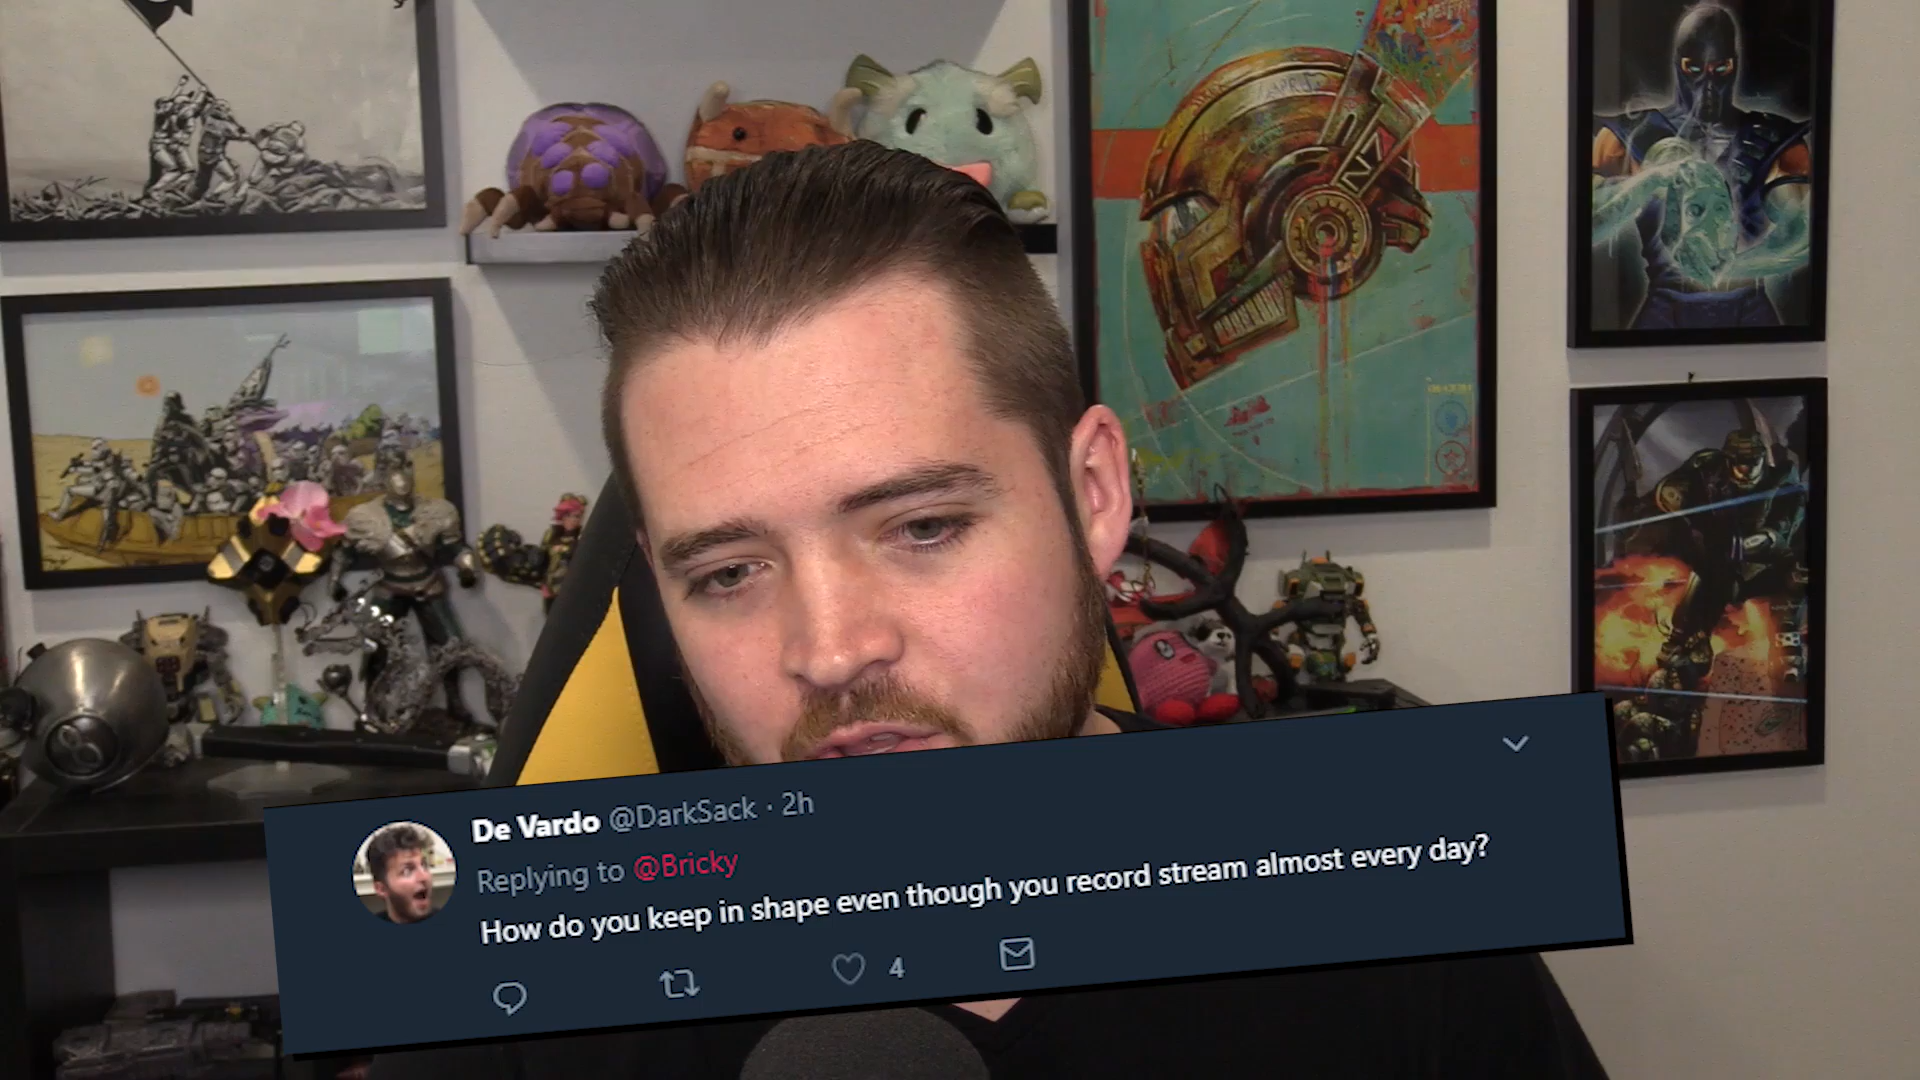 De Vardo @DarkSack · 2h
Replying to @Bricky
How do you keep in shape even though you record stream almost every day?
4